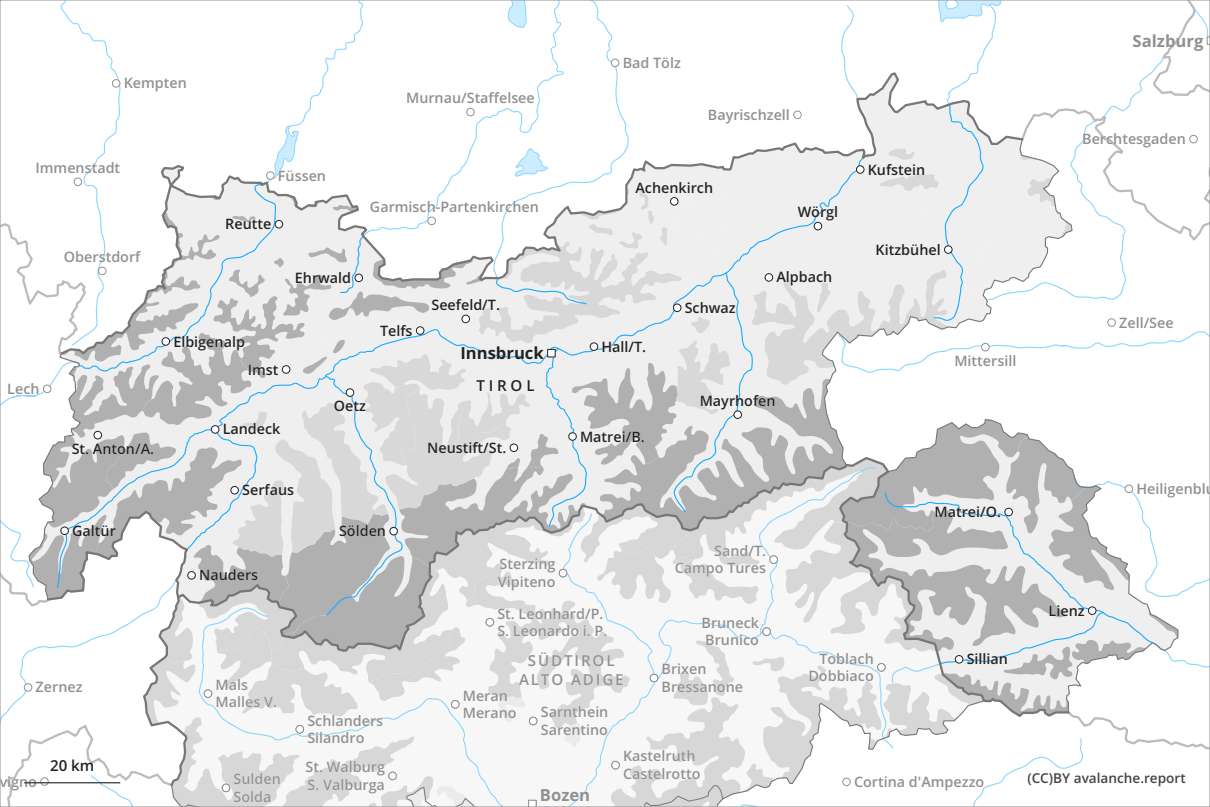 Salzburg
Kempten
Bad Tölz
Murnau/Staffelsee
Bayrischzell
Berchtesgaden
Immenstadt
Füssen
Kufstein
Achenkirch
Garmisch-Partenkirchen
Wörgl
Reutte
Oberstdorf
Kitzbühel
Ehrwald
Alpbach
Seefeld/T.
Schwaz
Telfs
Zell/See
Elbigenalp
Innsbruck
Hall/T.
Mittersill
Imst
TIROL
Lech
Oetz
Mayrhofen
Landeck
Matrei/B.
St. Anton/A.
Neustift/St.
Serfaus
Heiligenblu
Matrei/O.
Galtür
Sölden
Sand/T.
Campo Tures
Sterzing
Vipiteno
Nauders
Lienz
St. Leonhard/P.
S. Leonardo i. P.
Bruneck
Brunico
SÜDTIROL
ALTO ADIGE
Toblach
Dobbiaco
Sillian
Brixen
Bressanone
Zernez
Mals
Malles V.
Meran
Merano
Sarnthein
Sarentino
Schlanders
Silandro
Kastelruth
Castelrotto
20 km
St. Walburg
S. Valburga
vigno
Sulden
Solda
Cortina d'Ampezzo
(CC)BY avalanche.report
Bozen